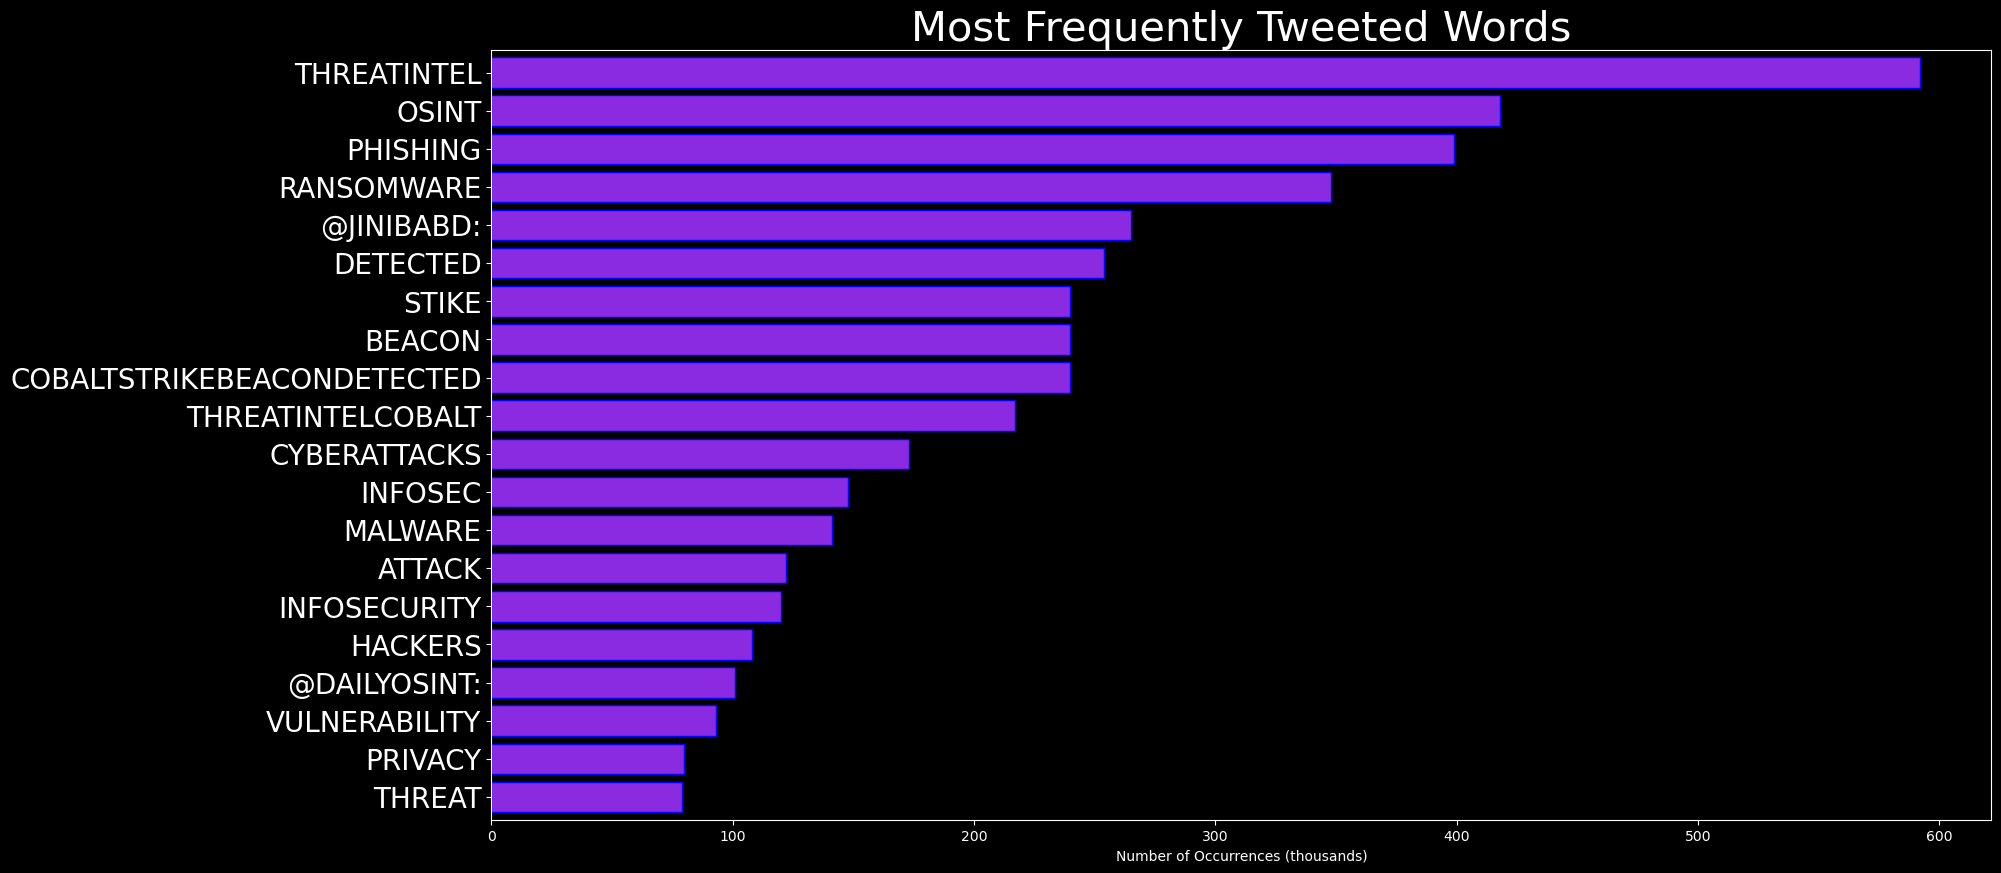 Most Frequently Tweeted Words
THREATINTEL
OSINT
PHISHING
RANSOMWARE
@JINIBABD:
DETECTED
STIKE
BEACON
COBALTSTRIKEBEACONDETECTED
THREATINTELCOBALT
CYBERATTACKS
INFOSEC
MALWARE
ATTACK
INFOSECURITY
HACKERS
@DAILYOSINT:
VULNERABILITY
PRIVACY
THREAT
0 100 200 300 400 500 600
Number of Occurrences (thousands)